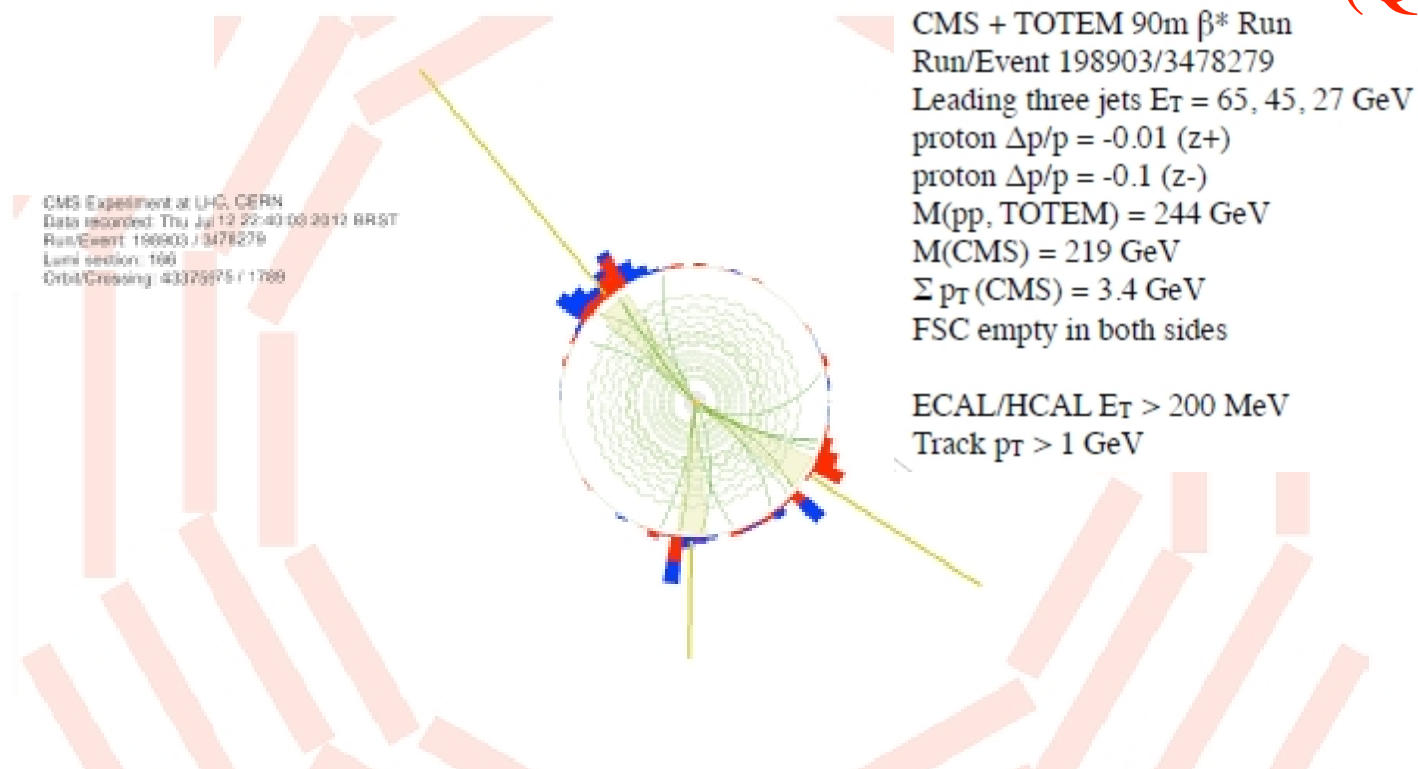 CMS + TOTEM 90m β* Run
Run/Event 198903/3478279
Leading three jets ET = 65, 45, 27 GeV
proton Δp/p = -0.01 (z+)
proton Δp/p = -0.1 (z-)
M(pp, TOTEM) = 244 GeV
M(CMS) = 219 GeV
Σ pT (CMS) = 3.4 GeV
FSC empty in both sides
ECAL/HCAL ET > 200 MeV
Track pT > 1 GeV
CMS Experiment at LHC, CERN
Data recorded: Thu Jul 12 2012 BRST
Run/Event: 198903 / 3478279
Lumi section: 166
Orbit/Crossing: / 1789